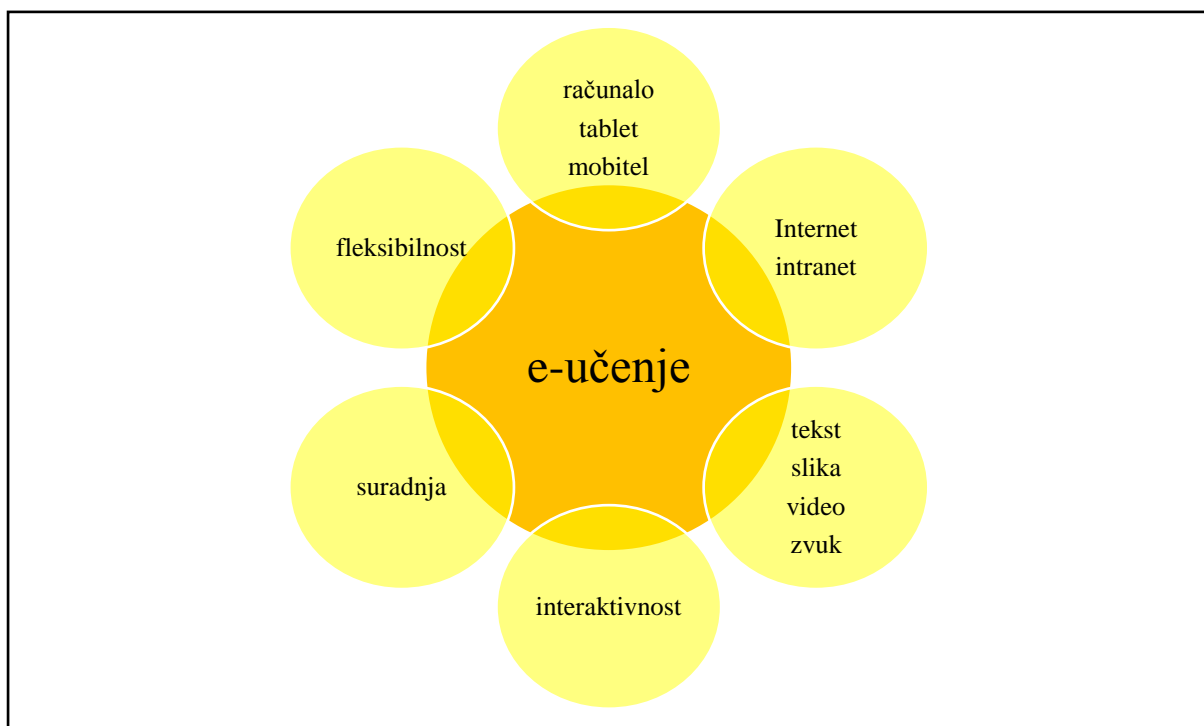 računalo
tablet
mobitel
Internet
intranet
fleksibilnost
e-učenje
tekst
slika
video
zvuk
suradnja
interaktivnost